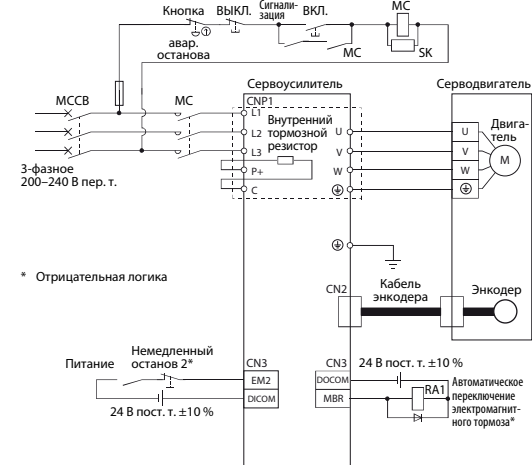 Кнопка
авар.
останова
ВЫКЛ.
Сигнали-
зация
ВКЛ.
MC
MC
SK
MCCB
MC
3-фазное
200–240 В пер. т.
Сервоусилитель
CNP1
L1
L2
L3
P+
C
Внутренний
тормозной
резистор
U
V
W
Серводвигатель
U
V
W
Двига-
тель
M
* Отрицательная логика
CN2
Кабель
энкодера
Энкодер
Питание
Немедленный
останов 2*
24 В пост. т. ±10 %
CN3
EM2
DICOM
CN3
DOCOM
MBR
24 В пост. т. ±10 %
RA1
Автоматическое
переключение
электромагнит-
ного тормоза*